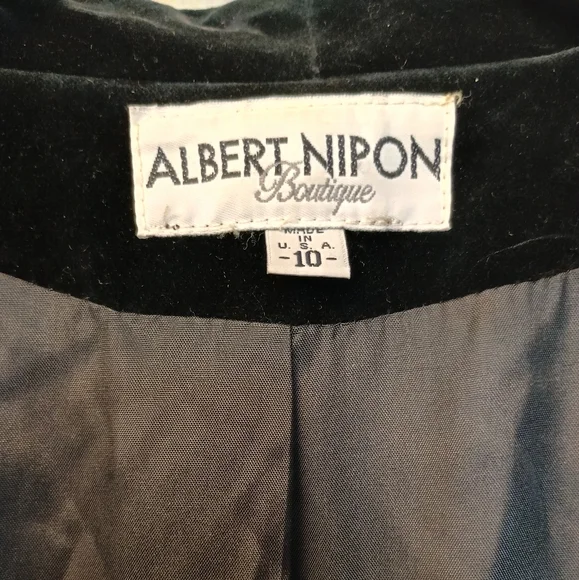 ALBERT NIPON
Boutique
MADE
IN
U. S. A.
-10-